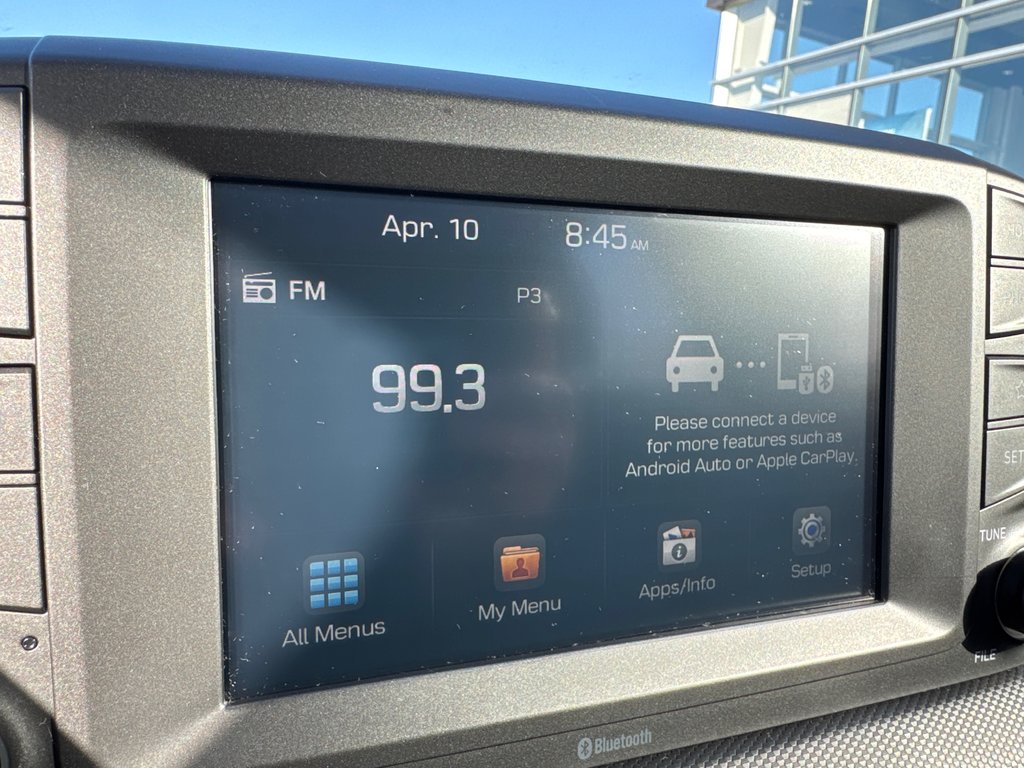 Apr. 10
8:45 AM
FM
P3
99.3
Please connect a device
for more features such as
Android Auto or Apple CarPlay.
All Menus
My Menu
Apps/Info
Setup
TUNE
FILE
Bluetooth